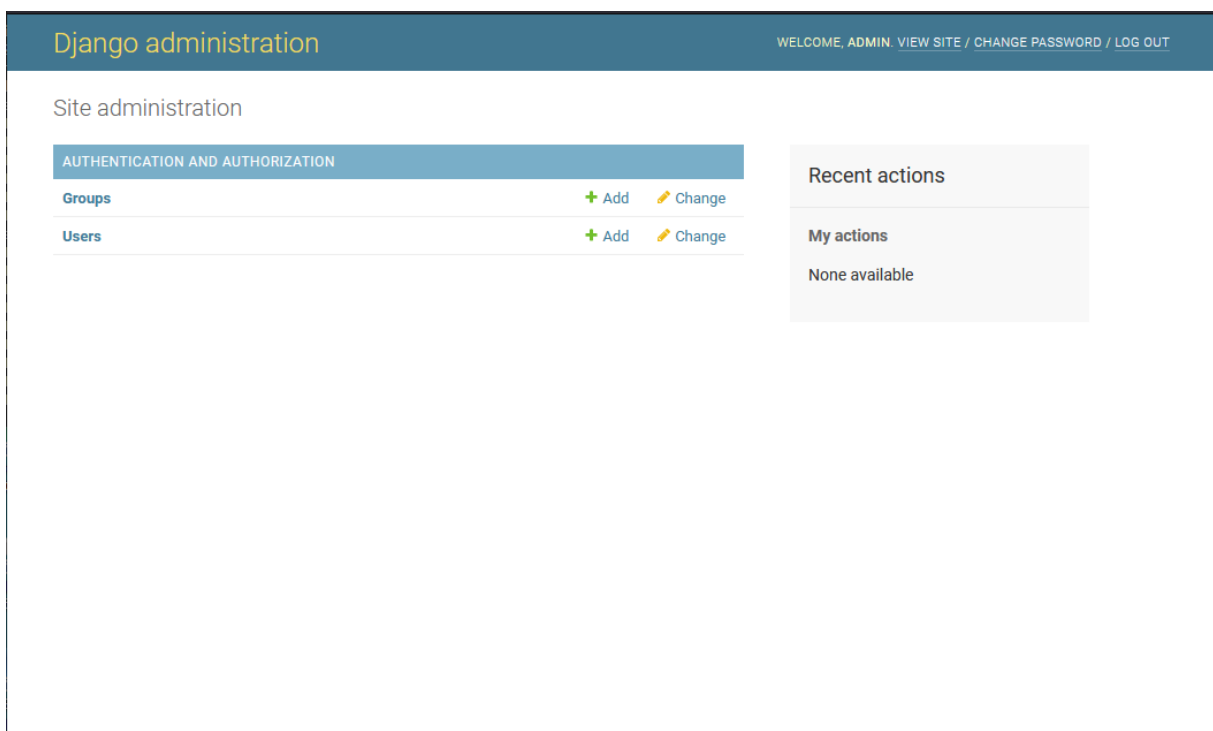 Django administration
WELCOME, ADMIN. VIEW SITE / CHANGE PASSWORD / LOG OUT
Site administration
AUTHENTICATION AND AUTHORIZATION
Groups Add Change
Users Add Change
Recent actions
My actions
None available